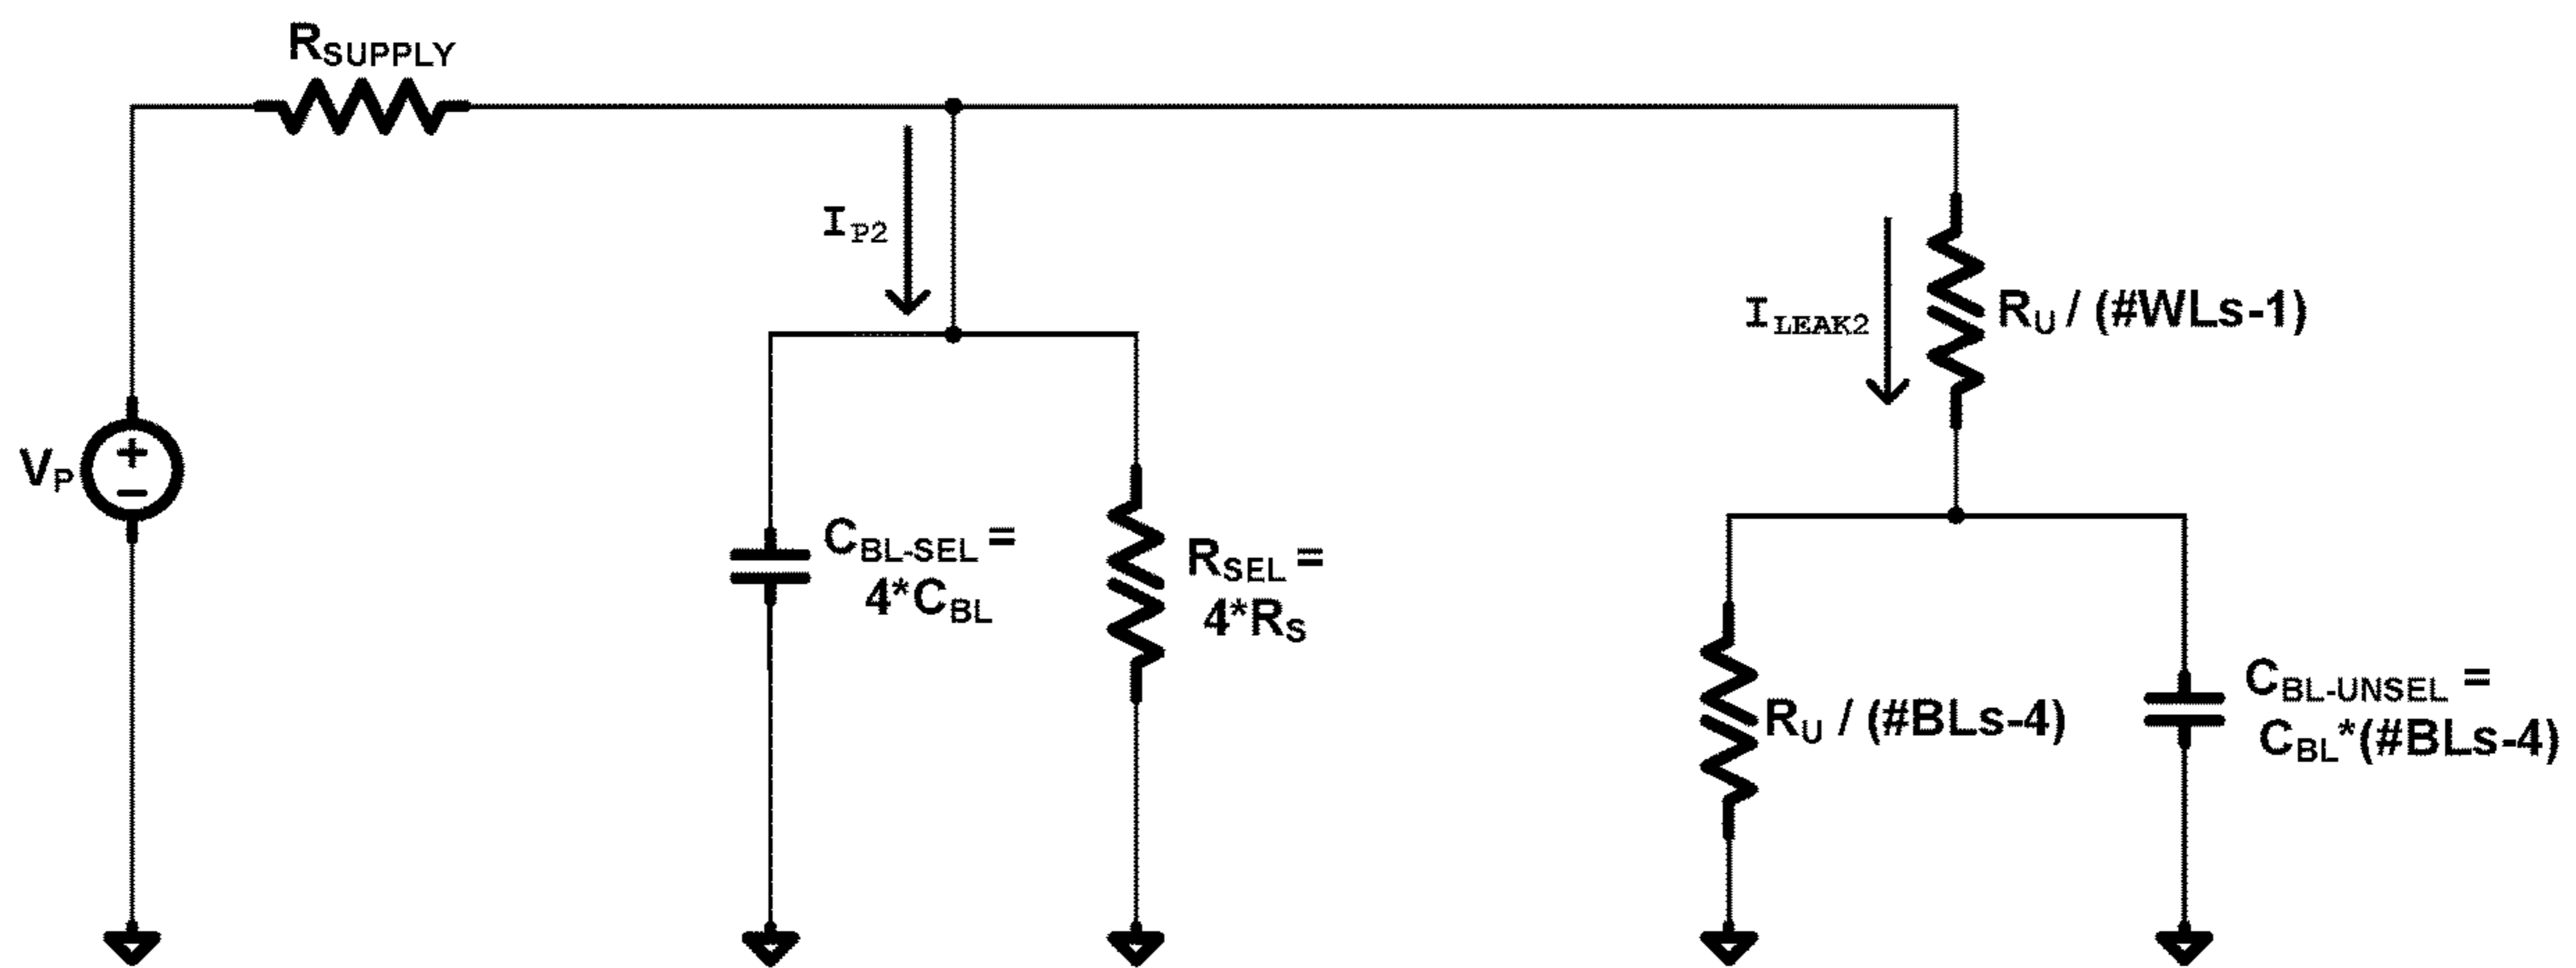 RSUPPLY
IP2
ILEAK2
RU / (#WLs-1)
VP
+
−
CBL-SEL =
4*CBL
RSEL =
4*RS
RU / (#BLs-4)
CBL-UNSEL =
CBL*(#BLs-4)